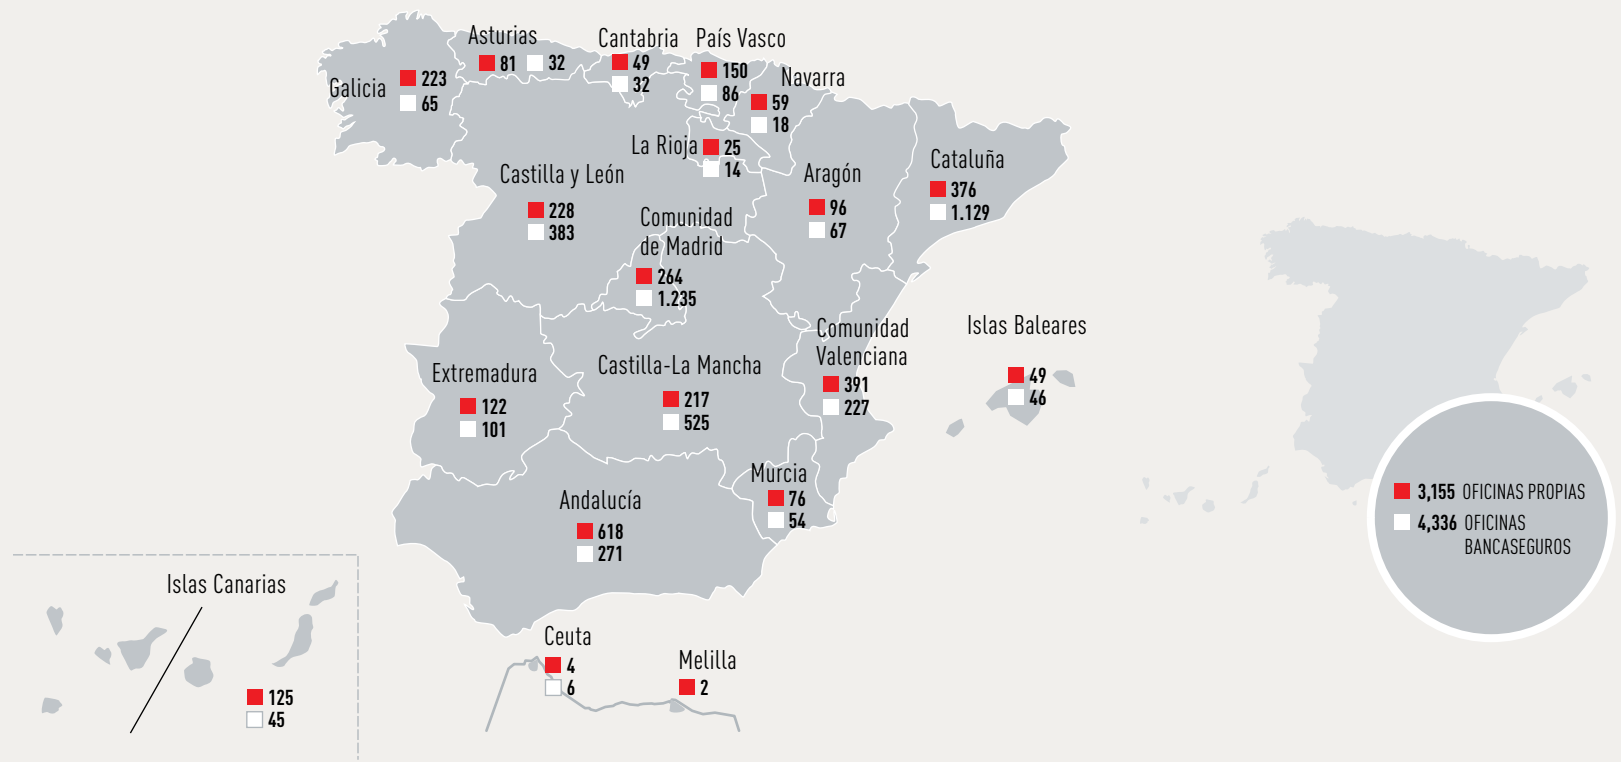 Asturias
81 32
Cantabria
49
32
País Vasco
150
86
Navarra
59
18
Galicia
223
65
La Rioja
25
14
Castilla y León
228
383
Aragón
96
67
Cataluña
376
1.129
Comunidad
de Madrid
264
1.235
Comunidad
Valenciana
391
227
Islas Baleares
49
46
Extremadura
122
101
Castilla-La Mancha
217
525
Murcia
76
54
Andalucía
618
271
Islas Canarias
125
45
Ceuta
4
6
Melilla
2
3,155 OFICINAS PROPIAS
4,336 OFICINAS
BANCASEGUROS